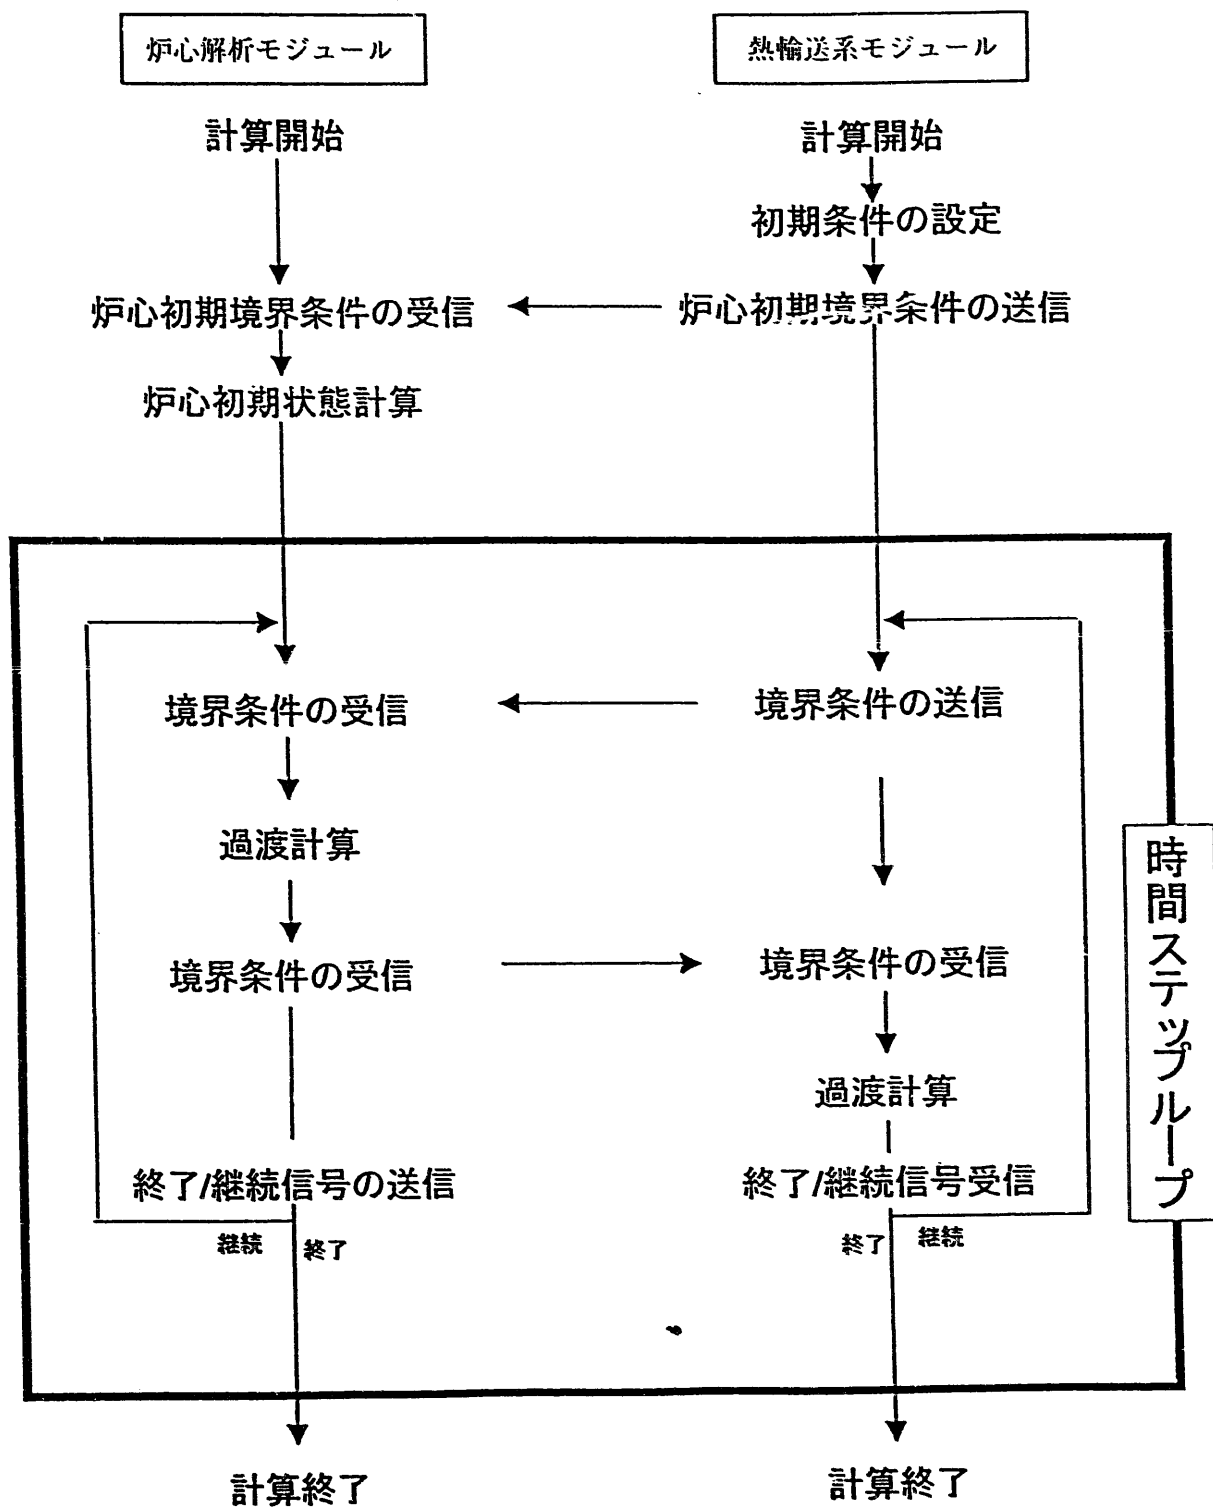 炉心解析モジュール
熱輸送系モジュール
計算開始
計算開始
初期条件の設定
炉心初期境界条件の受信
炉心初期境界条件の送信
炉心初期状態計算
境界条件の受信
境界条件の送信
過渡計算
境界条件の受信
境界条件の受信
過渡計算
終了/継続信号の送信
終了/継続信号受信
継続
終了
終了
継続
時間ステップループ
計算終了
計算終了